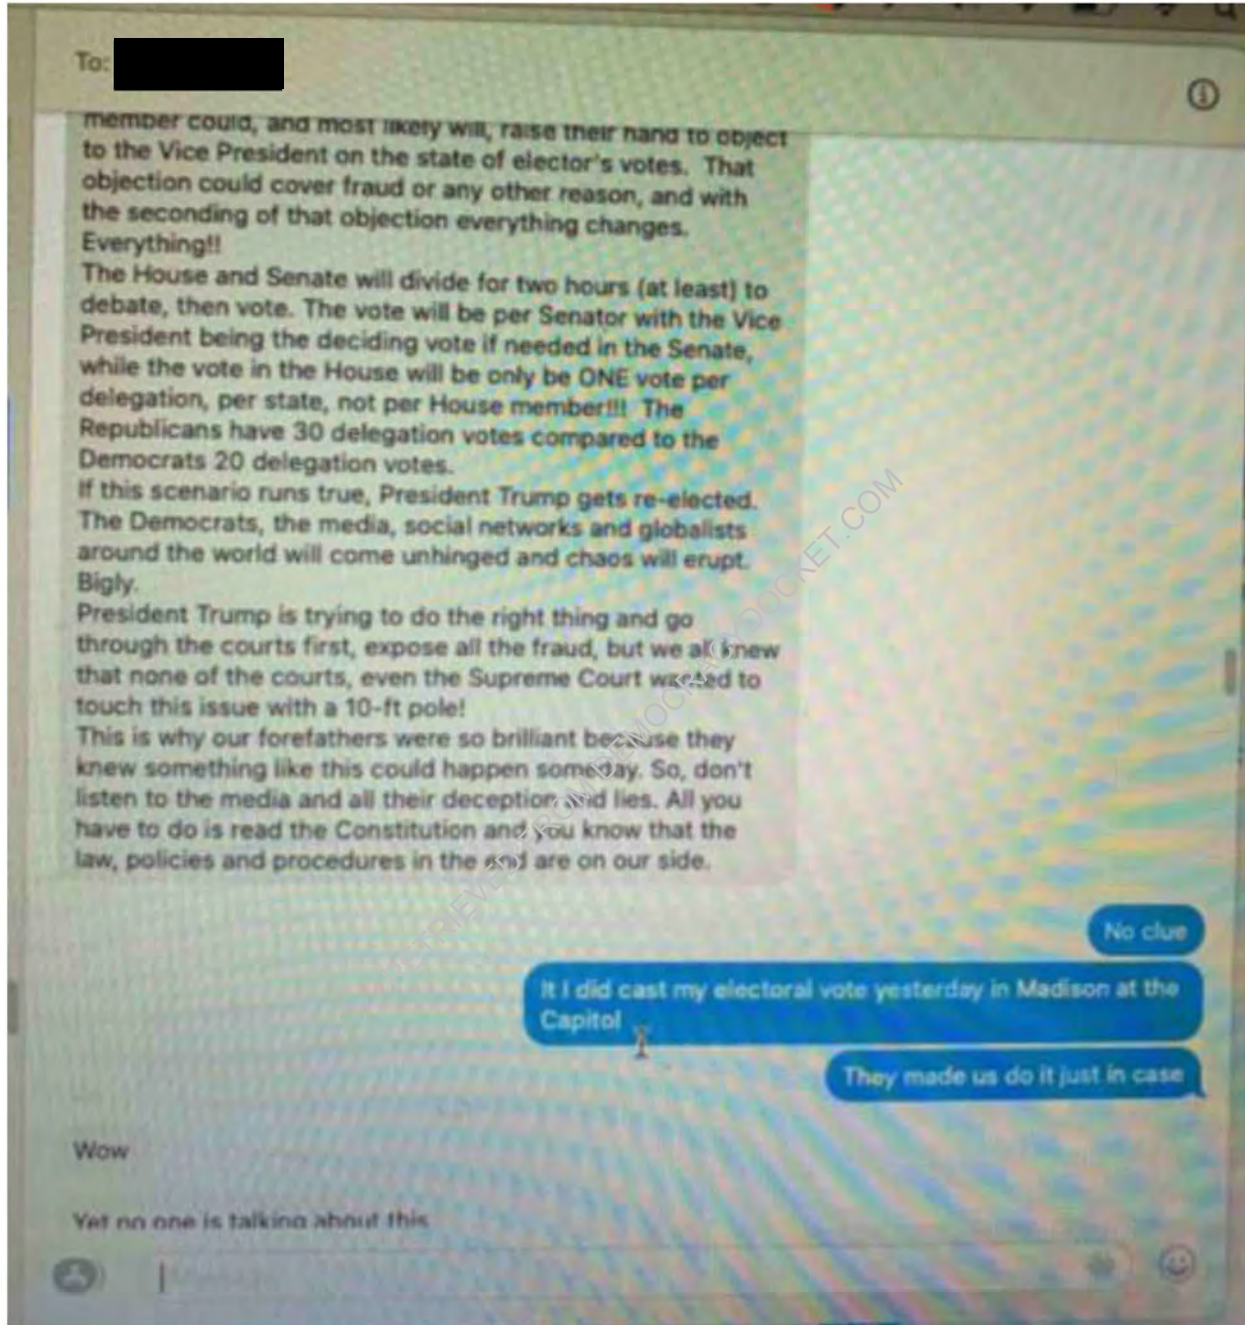 To:
member could, and most likely will, raise their hand to object
to the Vice President on the state of elector's votes.  That
objection could cover fraud or any other reason, and with
the seconding of that objection everything changes.
Everything!!
The House and Senate will divide for two hours (at least) to
debate, then vote. The vote will be per Senator with the Vice
President being the deciding vote if needed in the Senate,
while the vote in the House will be only be ONE vote per
delegation, per state, not per House member!!!  The
Republicans have 30 delegation votes compared to the
Democrats 20 delegation votes.
If this scenario runs true, President Trump gets re-elected.
The Democrats, the media, social networks and globalists
around the world will come unhinged and chaos will erupt.
Bigly.
President Trump is trying to do the right thing and go
through the courts first, expose all the fraud, but we all knew
that none of the courts, even the Supreme Court wanted to
touch this issue with a 10-ft pole!
This is why our forefathers were so brilliant because they
knew something like this could happen someday. So, don't
listen to the media and all their deception and lies. All you
have to do is read the Constitution and you know that the
law, policies and procedures in the end are on our side.
No clue
It I did cast my electoral vote yesterday in Madison at the
Capitol
They made us do it just in case
Wow
Yet no one is talking about this